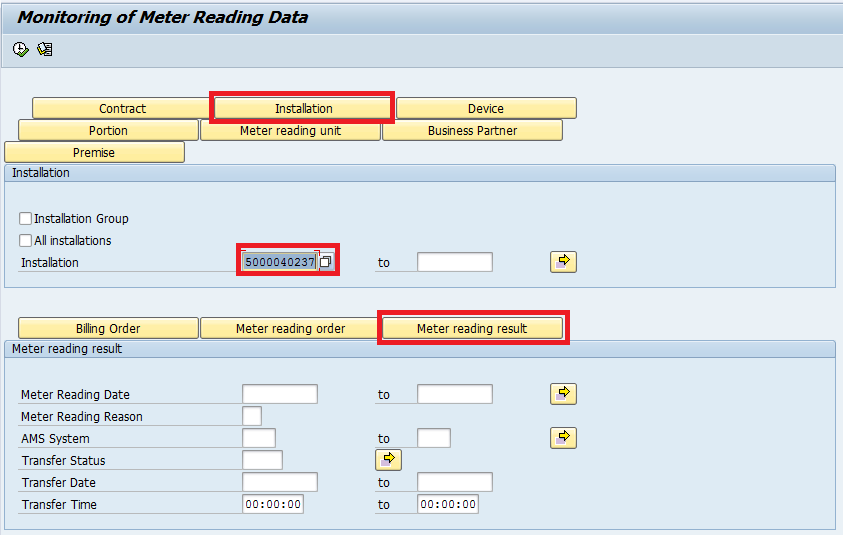 Monitoring of Meter Reading Data
Contract Installation Device
Portion Meter reading unit Business Partner
Premise
Installation
Installation Group
All installations
Installation 5000040237 to
Billing Order Meter reading order Meter reading result
Meter reading result
Meter Reading Date to
Meter Reading Reason
AMS System to
Transfer Status
Transfer Date to
Transfer Time 00:00:00 to 00:00:00